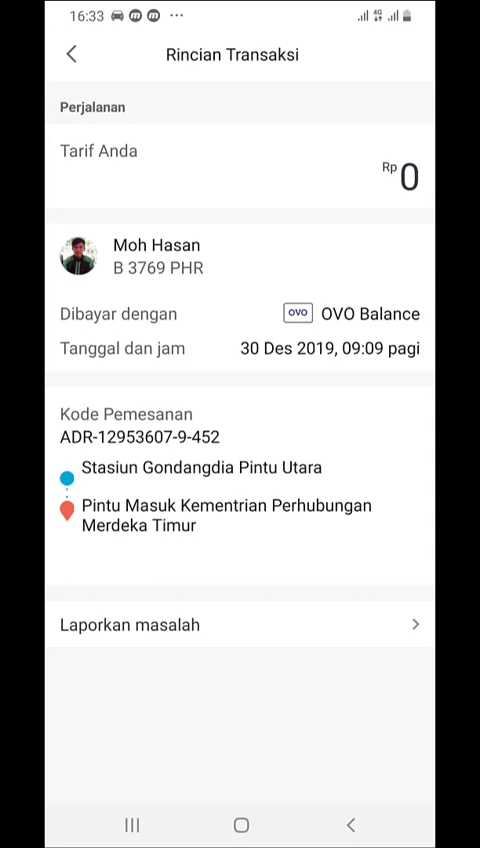 16:33
Rincian Transaksi
Perjalanan
Tarif Anda
Rp 0
Moh Hasan
B 3769 PHR
Dibayar dengan OVO OVO Balance
Tanggal dan jam 30 Des 2019, 09:09 pagi
Kode Pemesanan
ADR-12953607-9-452
Stasiun Gondangdia Pintu Utara
Pintu Masuk Kementrian Perhubungan
Merdeka Timur
Laporkan masalah